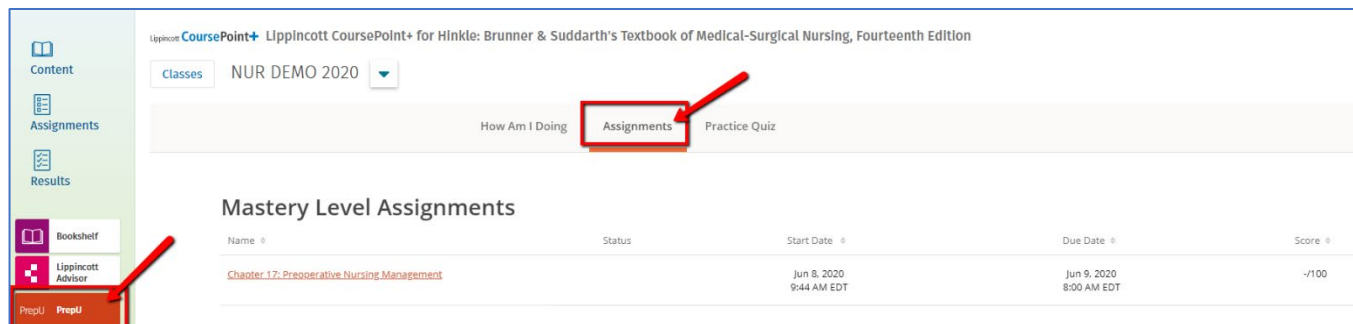 Lippincott CoursePoint+ Lippincott CoursePoint+ for Hinkle: Brunner & Suddarth's Textbook of Medical-Surgical Nursing, Fourteenth Edition
Content
Classes NUR DEMO 2020
Assignments
How Am I Doing Assignments Practice Quiz
Results
Mastery Level Assignments
Bookshelf
Name Status Start Date Due Date Score
Lippincott
Advisor
Chapter 17: Preoperative Nursing Management Jun 8, 2020 Jun 9, 2020 -/100
9:44 AM EDT 8:00 AM EDT
PrepU PrepU